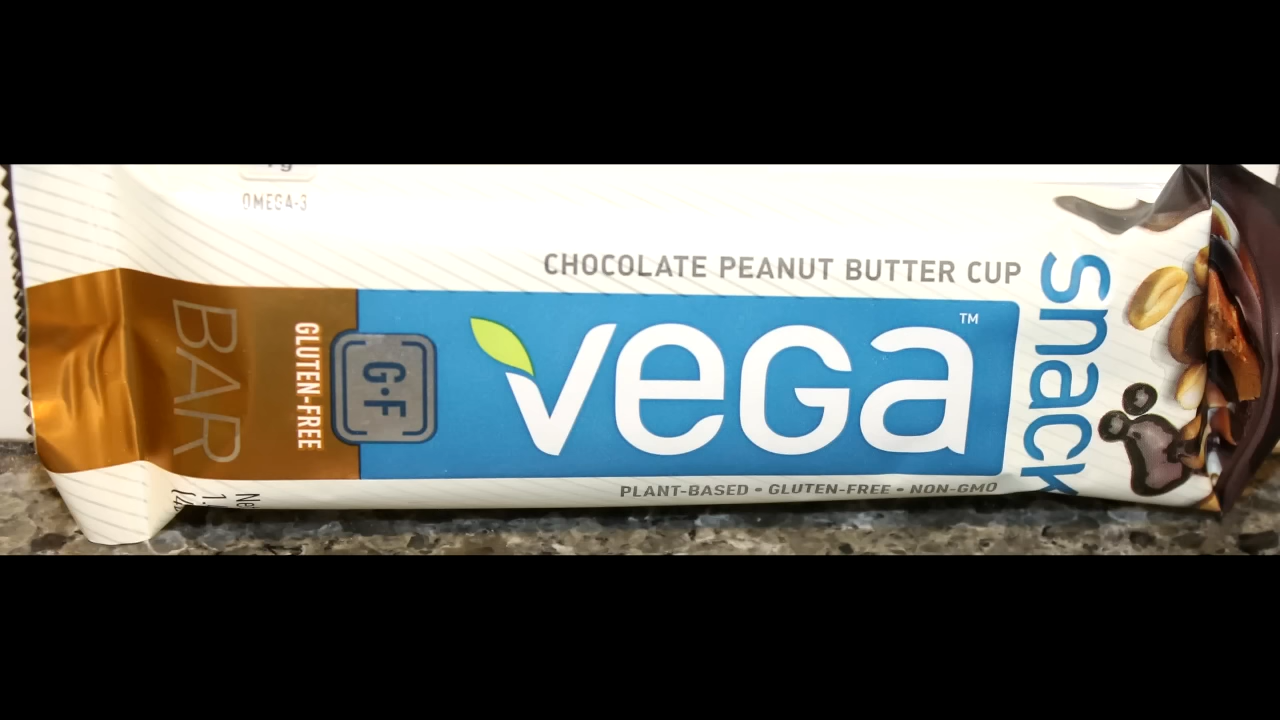 OMEGA-3
CHOCOLATE PEANUT BUTTER CUP
snack
BAR
GLUTEN-FREE
G•F
vega™
PLANT-BASED • GLUTEN-FREE • NON-GMO